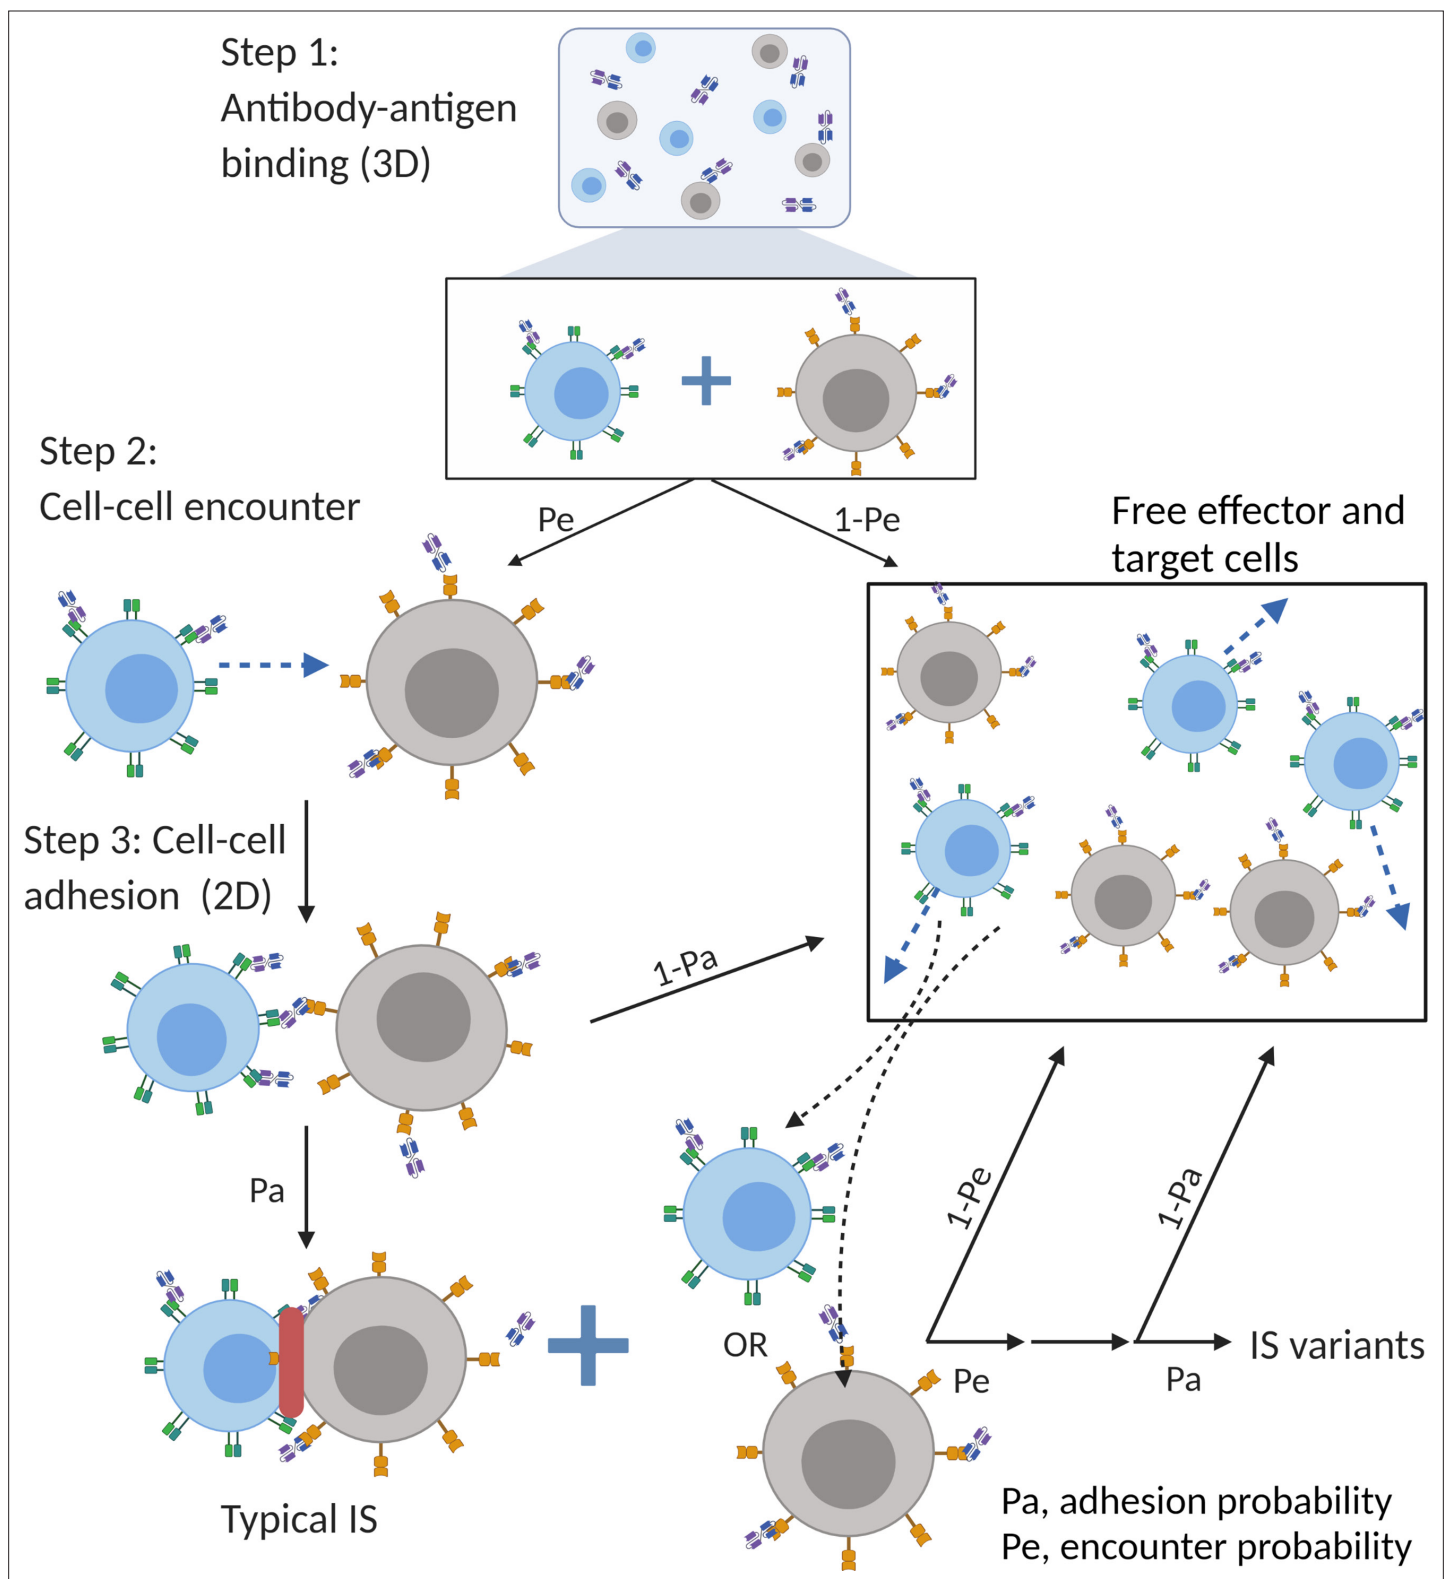 Step 1:
Antibody-antigen
binding (3D)
Step 2:
Cell-cell encounter
Pe
1-Pe
Free effector and
target cells
Step 3: Cell-cell
adhesion (2D)
1-Pa
Pa
1-Pe
1-Pa
OR
Pe
Pa
IS variants
Typical IS
Pa, adhesion probability
Pe, encounter probability